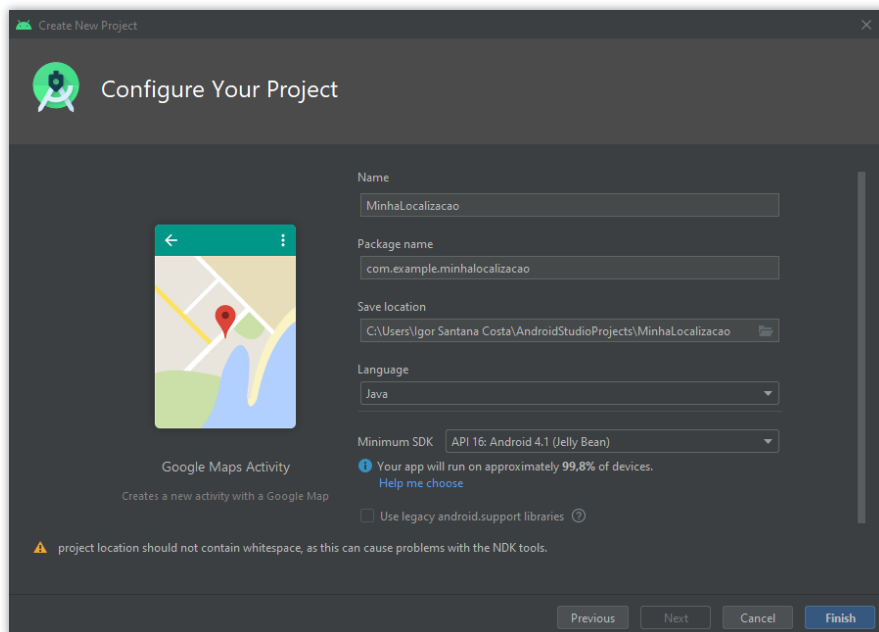 Create New Project
Configure Your Project
Name
MinhaLocalizacao
Package name
com.example.minhalocalizacao
Save location
C:\Users\Igor Santana Costa\AndroidStudioProjects\MinhaLocalizacao
Language
Java
Minimum SDK
API 16: Android 4.1 (Jelly Bean)
Your app will run on approximately 99,8% of devices.
Help me choose
Use legacy android.support libraries
Google Maps Activity
Creates a new activity with a Google Map
project location should not contain whitespace, as this can cause problems with the NDK tools.
Previous
Next
Cancel
Finish